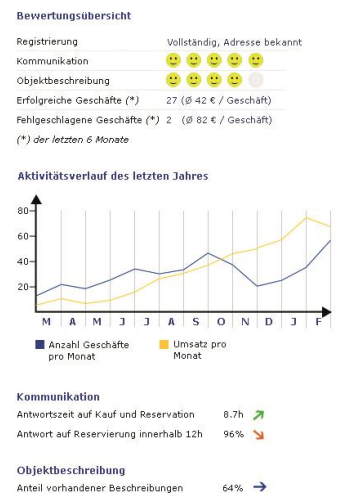 Bewertungsübersicht
Registrierung Vollständig, Adresse bekannt
Kommunikation
Objektbeschreibung
Erfolgreiche Geschäfte (*) 27 (Ø 42 € / Geschäft)
Fehlgeschlagene Geschäfte (*) 2 (Ø 82 € / Geschäft)
(*) der letzten 6 Monate
Aktivitätsverlauf des letzten Jahres
80
60
40
20
M A M J J A S O N D J F
Anzahl Geschäfte pro Monat
Umsatz pro Monat
Kommunikation
Antwortszeit auf Kauf und Reservation 8.7h
Antwort auf Reservierung innerhalb 12h 96%
Objektbeschreibung
Anteil vorhandener Beschreibungen 64%